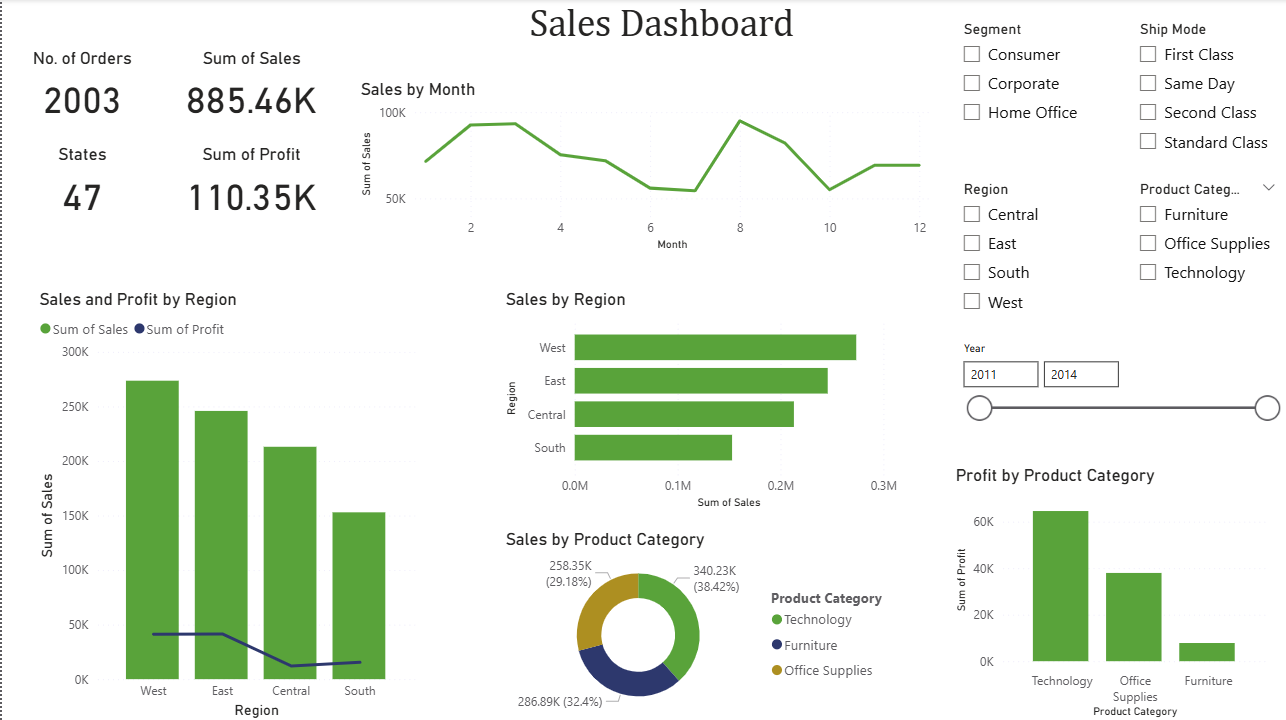 Sales Dashboard
No. of Orders
2003
Sum of Sales
885.46K
States
47
Sum of Profit
110.35K
Sales by Month
Sum of Sales
100K
50K
2 4 6 8 10 12
Month
Segment
Consumer
Corporate
Home Office
Ship Mode
First Class
Same Day
Second Class
Standard Class
Region
Central
East
South
West
Product Categ...
Furniture
Office Supplies
Technology
Year
2011 2014
Sales and Profit by Region
Sum of Sales Sum of Profit
Sum of Sales
300K
250K
200K
150K
100K
50K
0K
West East Central South
Region
Sales by Region
Region
West
East
Central
South
0.0M 0.1M 0.2M 0.3M
Sum of Sales
Sales by Product Category
258.35K
(29.18%)
340.23K
(38.42%)
286.89K (32.4%)
Product Category
Technology
Furniture
Office Supplies
Profit by Product Category
Sum of Profit
60K
40K
20K
0K
Technology Office Furniture
Supplies
Product Category